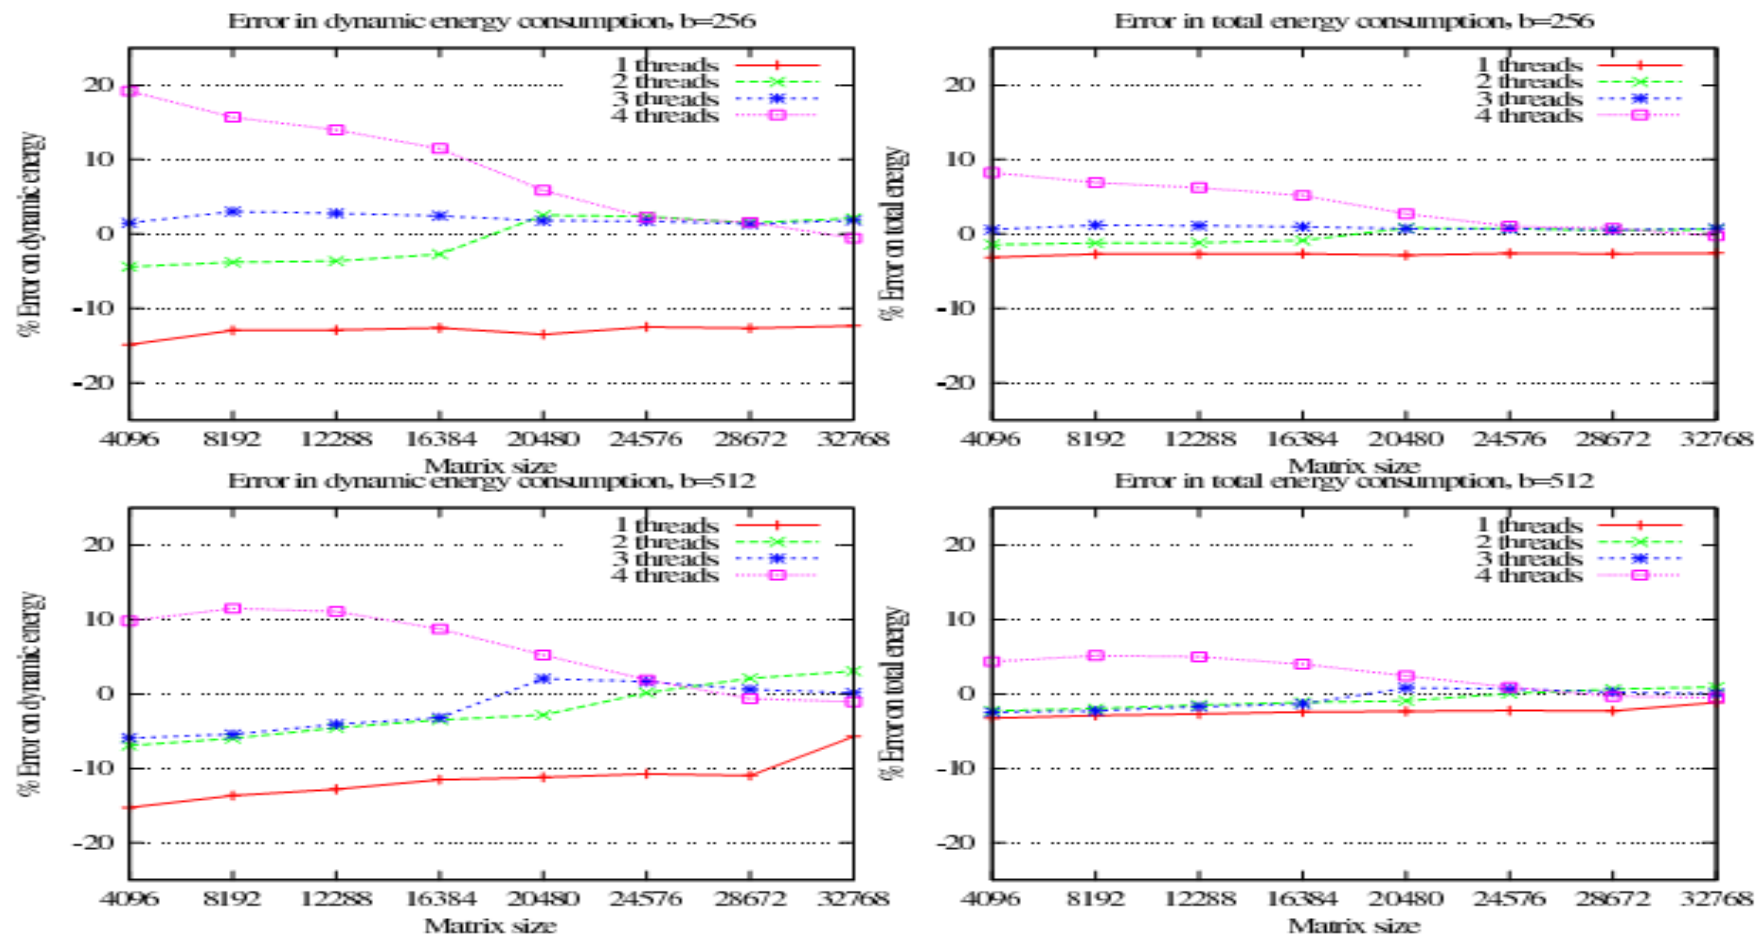 Error in dynamic energy consumption, b=256
% Error on dynamic energy
20
10
0
-10
-20
1 threads
2 threads
3 threads
4 threads
4096 8192 12288 16384 20480 24576 28672 32768
Matrix size
Error in total energy consumption, b=256
% Error on total energy
20
10
0
-10
-20
1 threads
2 threads
3 threads
4 threads
4096 8192 12288 16384 20480 24576 28672 32768
Matrix size
Error in dynamic energy consumption, b=512
% Error on dynamic energy
20
10
0
-10
-20
1 threads
2 threads
3 threads
4 threads
4096 8192 12288 16384 20480 24576 28672 32768
Matrix size
Error in total energy consumption, b=512
% Error on total energy
20
10
0
-10
-20
1 threads
2 threads
3 threads
4 threads
4096 8192 12288 16384 20480 24576 28672 32768
Matrix size